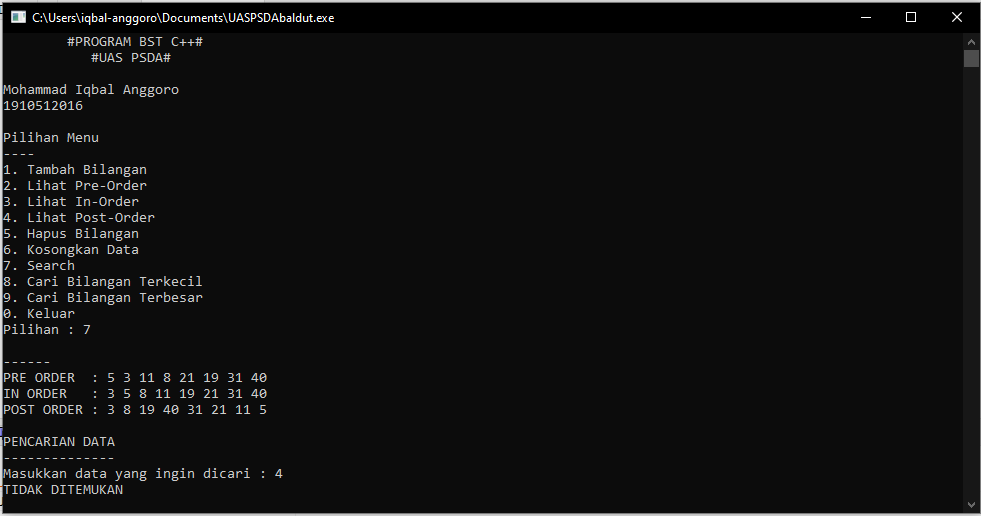 C:\Users\iqbal-anggoro\Documents\UASPSDAbaldut.exe
#PROGRAM BST C++#
#UAS PSDA#
Mohammad Iqbal Anggoro
1910512016
Pilihan Menu
----
1. Tambah Bilangan
2. Lihat Pre-Order
3. Lihat In-Order
4. Lihat Post-Order
5. Hapus Bilangan
6. Kosongkan Data
7. Search
8. Cari Bilangan Terkecil
9. Cari Bilangan Terbesar
0. Keluar
Pilihan : 7
------
PRE ORDER  : 5 3 11 8 21 19 31 40
IN ORDER   : 3 5 8 11 19 21 31 40
POST ORDER : 3 8 19 40 31 21 11 5
PENCARIAN DATA
--------------
Masukkan data yang ingin dicari : 4
TIDAK DITEMUKAN